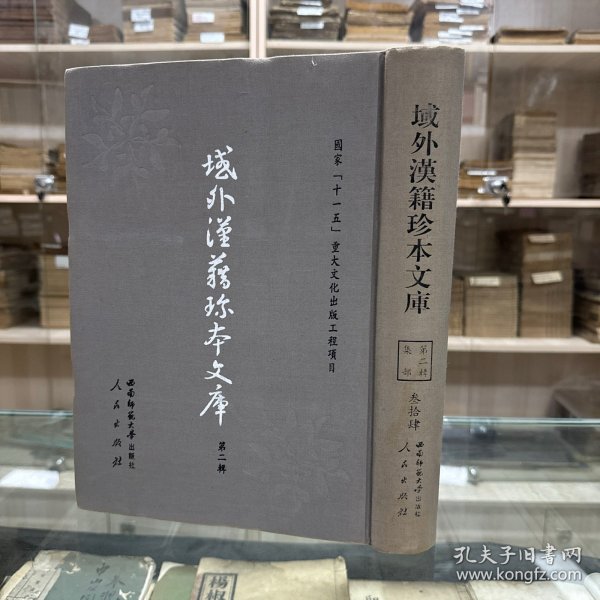 國家「十一五」重大文化出版工程項目
域外漢籍珍本文庫
第二輯
西南師範大學出版社
人民出版社
域外漢籍珍本文庫
第二輯
集部
叁拾肆
西南師範大學出版社
人民出版社
楊椒
孔夫子旧书网
www.kongfz.com